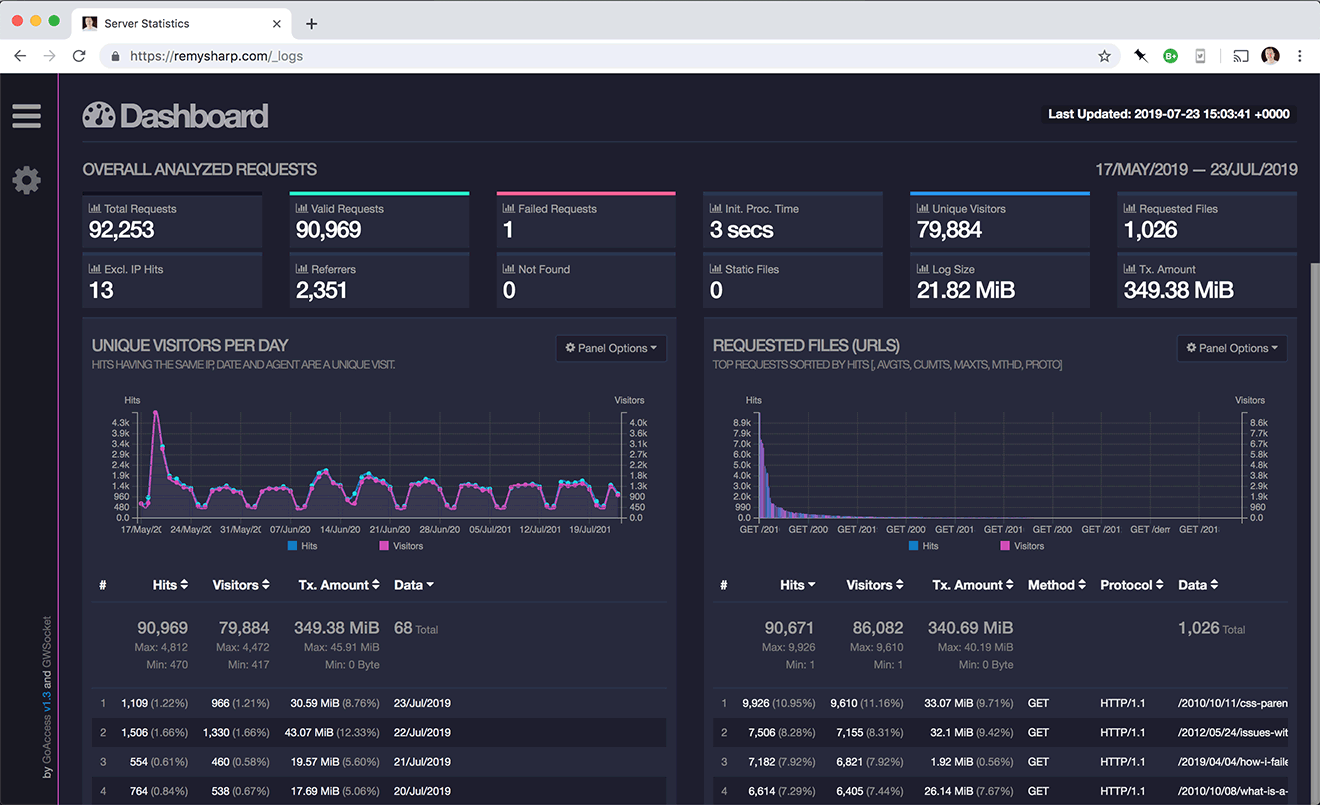 Server Statistics
https://remysharp.com/_logs
Dashboard
Last Updated: 2019-07-23 15:03:41 +0000
OVERALL ANALYZED REQUESTS
17/MAY/2019 — 23/JUL/2019
Total Requests
92,253
Valid Requests
90,969
Failed Requests
1
Init. Proc. Time
3 secs
Unique Visitors
79,884
Requested Files
1,026
Excl. IP Hits
13
Referrers
2,351
Not Found
0
Static Files
0
Log Size
21.82 MiB
Tx. Amount
349.38 MiB
UNIQUE VISITORS PER DAY
Panel Options
HITS HAVING THE SAME IP, DATE AND AGENT ARE A UNIQUE VISIT.
Hits Visitors
4.3k 4.0k
3.9k 3.6k
3.4k 3.1k
2.9k 2.7k
2.4k 2.2k
1.9k 1.8k
1.4k 1.3k
960 900
480 450
0.0 0.0
17/May/20 24/May/20 31/May/20 07/Jun/20 14/Jun/20 21/Jun/20 28/Jun/20 05/Jul/201 12/Jul/201 19/Jul/201
Hits Visitors
# Hits Visitors Tx. Amount Data
90,969 79,884 349.38 MiB 68 Total
Max: 4,812 Max: 4,472 Max: 45.91 MiB
Min: 470 Min: 417 Min: 0 Byte
1 1,109 (1.22%) 966 (1.21%) 30.59 MiB (8.76%) 23/Jul/2019
2 1,506 (1.66%) 1,330 (1.66%) 43.07 MiB (12.33%) 22/Jul/2019
3 554 (0.61%) 460 (0.58%) 19.57 MiB (5.60%) 21/Jul/2019
4 764 (0.84%) 538 (0.67%) 17.69 MiB (5.06%) 20/Jul/2019
REQUESTED FILES (URLS)
Panel Options
TOP REQUESTS SORTED BY HITS [, AVGTS, CUMTS, MAXTS, MTHD, PROTO]
Hits Visitors
8.9k 8.6k
7.9k 7.7k
7.0k 6.7k
6.0k 5.8k
5.0k 4.8k
4.0k 3.8k
3.0k 2.9k
2.0k 1.9k
990 960
0.0 0.0
GET /201 GET /200 GET /201 GET /200 GET /201 GET /201 GET /200 GET /201 GET /den GET /201
Hits Visitors
# Hits Visitors Tx. Amount Method Protocol Data
90,671 86,082 340.69 MiB 1,026 Total
Max: 9,926 Max: 9,610 Max: 40.19 MiB
Min: 1 Min: 1 Min: 0 Byte
1 9,926 (10.95%) 9,610 (11.16%) 33.07 MiB (9.71%) GET HTTP/1.1 /2010/10/11/css-paren
2 7,506 (8.28%) 7,155 (8.31%) 32.1 MiB (9.42%) GET HTTP/1.1 /2012/05/24/issues-wit
3 7,182 (7.92%) 6,821 (7.92%) 1.92 MiB (0.56%) GET HTTP/1.1 /2019/04/04/how-i-faile
4 6,614 (7.29%) 6,405 (7.44%) 26.14 MiB (7.67%) GET HTTP/1.1 /2010/10/08/what-is-a-
by GoAccess v1.3 and GWSocket